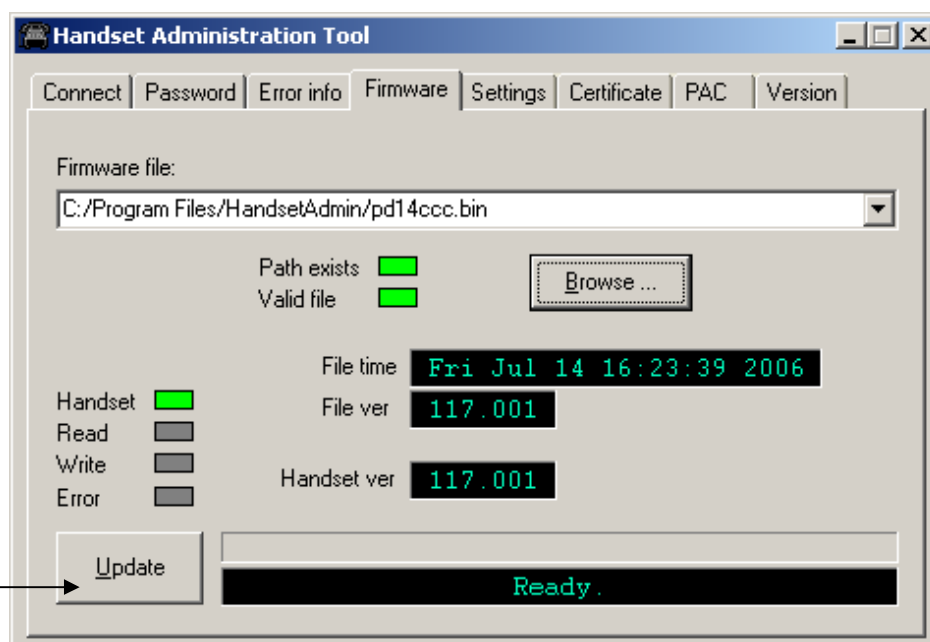 Handset Administration Tool
Connect Password Error info Firmware Settings Certificate PAC Version
Firmware file:
C:/Program Files/HandsetAdmin/pd14ccc.bin
Path exists
Valid file
Browse ...
File time Fri Jul 14 16:23:39 2006
File ver 117.001
Handset
Read
Write
Error
Handset ver 117.001
Update
Ready.